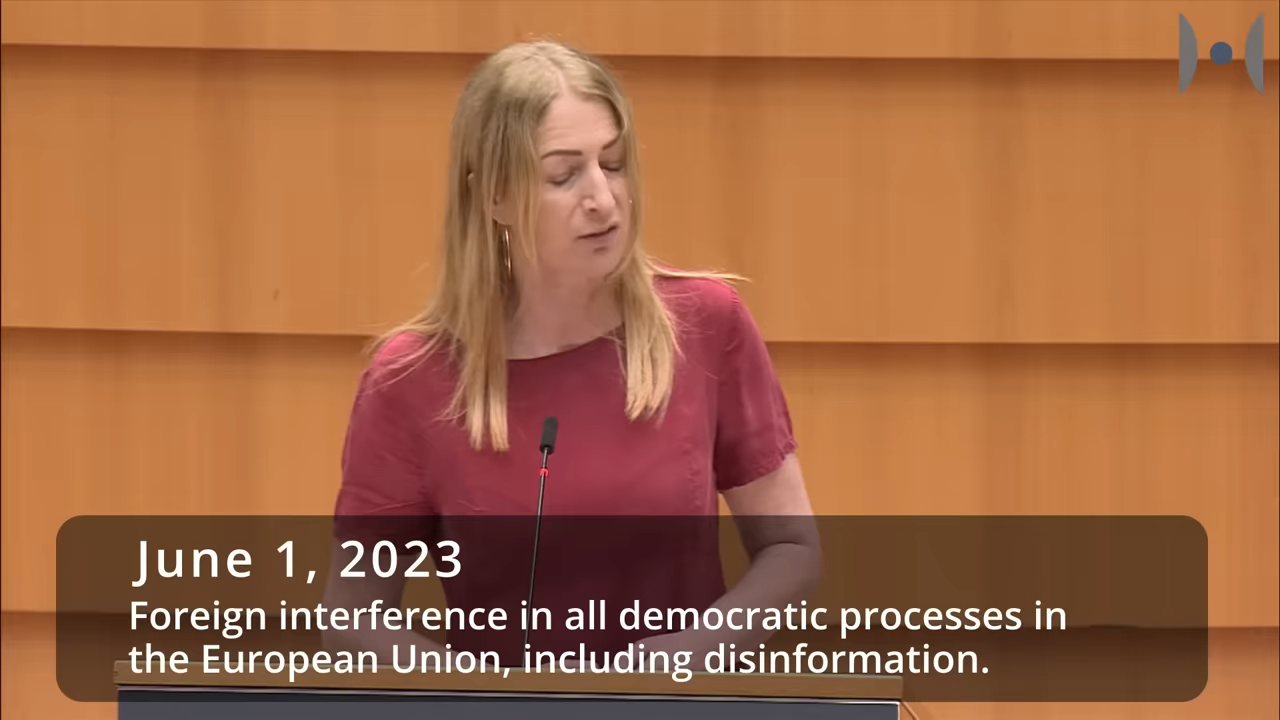 June 1, 2023
Foreign interference in all democratic processes in
the European Union, including disinformation.